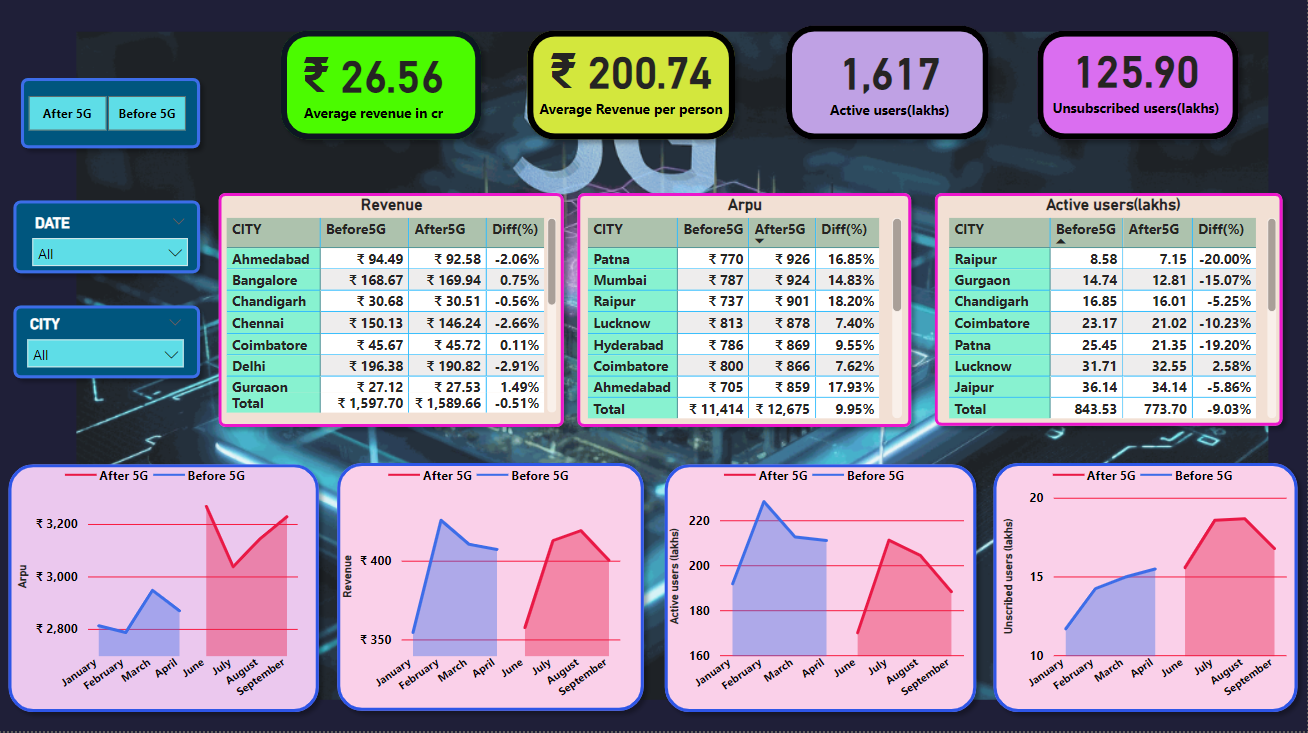 ₹ 26.56
Average revenue in cr
₹ 200.74
Average Revenue per person
1,617
Active users(lakhs)
125.90
Unsubscribed users(lakhs)
After 5G Before 5G
5G
DATE
All
CITY
All
Revenue
CITY Before5G After5G Diff(%)
Ahmedabad ₹ 94.49 ₹ 92.58 -2.06%
Bangalore ₹ 168.67 ₹ 169.94 0.75%
Chandigarh ₹ 30.68 ₹ 30.51 -0.56%
Chennai ₹ 150.13 ₹ 146.24 -2.66%
Coimbatore ₹ 45.67 ₹ 45.72 0.11%
Delhi ₹ 196.38 ₹ 190.82 -2.91%
Gurgaon ₹ 27.12 ₹ 27.53 1.49%
Total ₹ 1,597.70 ₹ 1,589.66 -0.51%
Arpu
CITY Before5G After5G Diff(%)
Patna ₹ 770 ₹ 926 16.85%
Mumbai ₹ 787 ₹ 924 14.83%
Raipur ₹ 737 ₹ 901 18.20%
Lucknow ₹ 813 ₹ 878 7.40%
Hyderabad ₹ 786 ₹ 869 9.55%
Coimbatore ₹ 800 ₹ 866 7.62%
Ahmedabad ₹ 705 ₹ 859 17.93%
Total ₹ 11,414 ₹ 12,675 9.95%
Active users(lakhs)
CITY Before5G After5G Diff(%)
Raipur 8.58 7.15 -20.00%
Gurgaon 14.74 12.81 -15.07%
Chandigarh 16.85 16.01 -5.25%
Coimbatore 23.17 21.02 -10.23%
Patna 25.45 21.35 -19.20%
Lucknow 31.71 32.55 2.58%
Jaipur 36.14 34.14 -5.86%
Total 843.53 773.70 -9.03%
After 5G Before 5G
Arpu
₹ 3,200
₹ 3,000
₹ 2,800
January February March April June July August September
After 5G Before 5G
Revenue
₹ 400
₹ 350
January February March April June July August September
After 5G Before 5G
Active users (lakhs)
220
200
180
160
January February March April June July August September
After 5G Before 5G
Unscribed users (lakhs)
20
15
10
January February March April June July August September